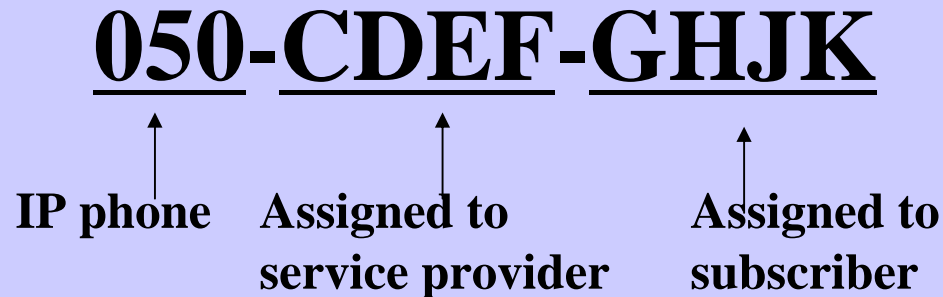 050-CDEF-GHJK
IP phone
Assigned to
service provider
Assigned to
subscriber